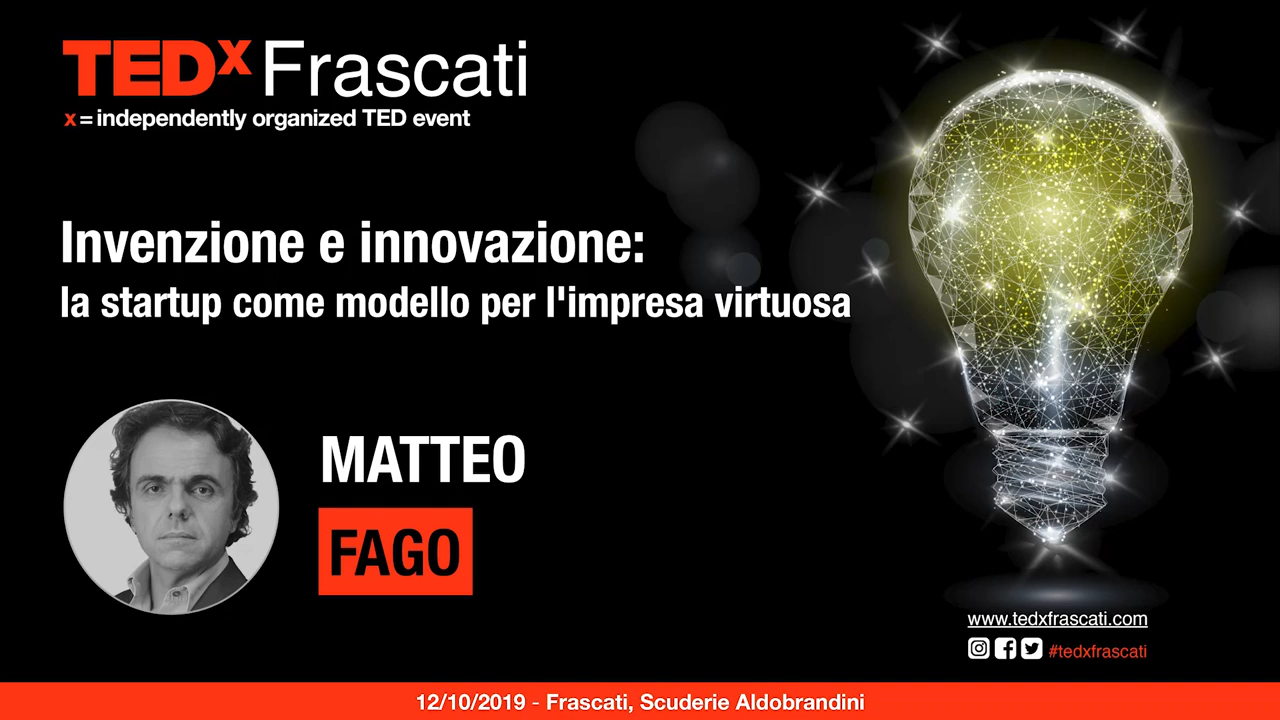 TEDx Frascati
x = independently organized TED event
Invenzione e innovazione:
la startup come modello per l'impresa virtuosa
MATTEO
FAGO
www.tedxfrascati.com
#tedxfrascati
12/10/2019 - Frascati, Scuderie Aldobrandini